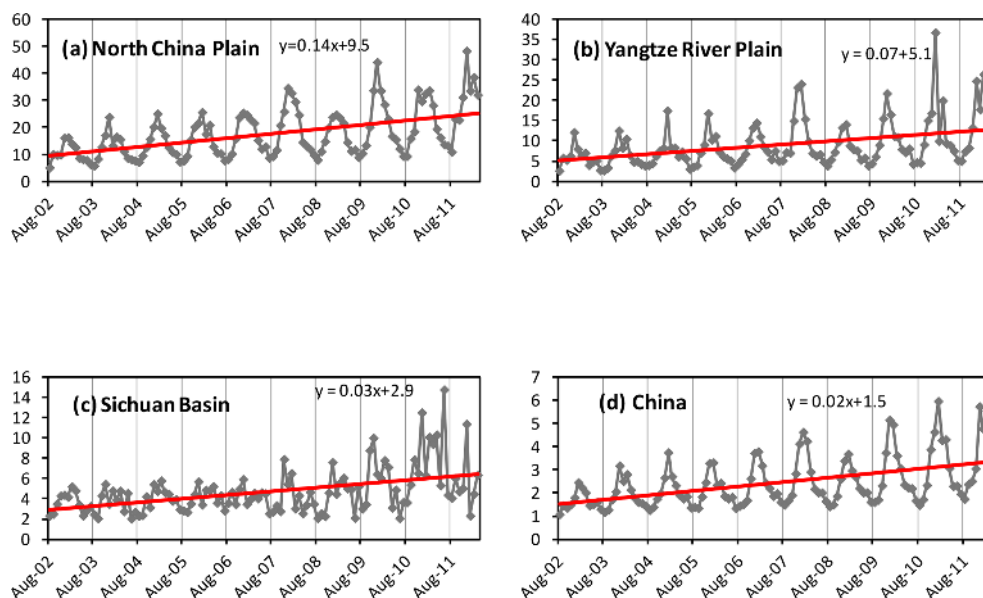 60
50
40
30
20
10
0
(a) North China Plain
y=0.14x+9.5
Aug-02
Aug-03
Aug-04
Aug-05
Aug-06
Aug-07
Aug-08
Aug-09
Aug-10
Aug-11
40
35
30
25
20
15
10
5
0
(b) Yangtze River Plain
y = 0.07+5.1
Aug-02
Aug-03
Aug-04
Aug-05
Aug-06
Aug-07
Aug-08
Aug-09
Aug-10
Aug-11
16
14
12
10
8
6
4
2
0
(c) Sichuan Basin
y = 0.03x+2.9
Aug-02
Aug-03
Aug-04
Aug-05
Aug-06
Aug-07
Aug-08
Aug-09
Aug-10
Aug-11
7
6
5
4
3
2
1
0
(d) China
y = 0.02x+1.5
Aug-02
Aug-03
Aug-04
Aug-05
Aug-06
Aug-07
Aug-08
Aug-09
Aug-10
Aug-11